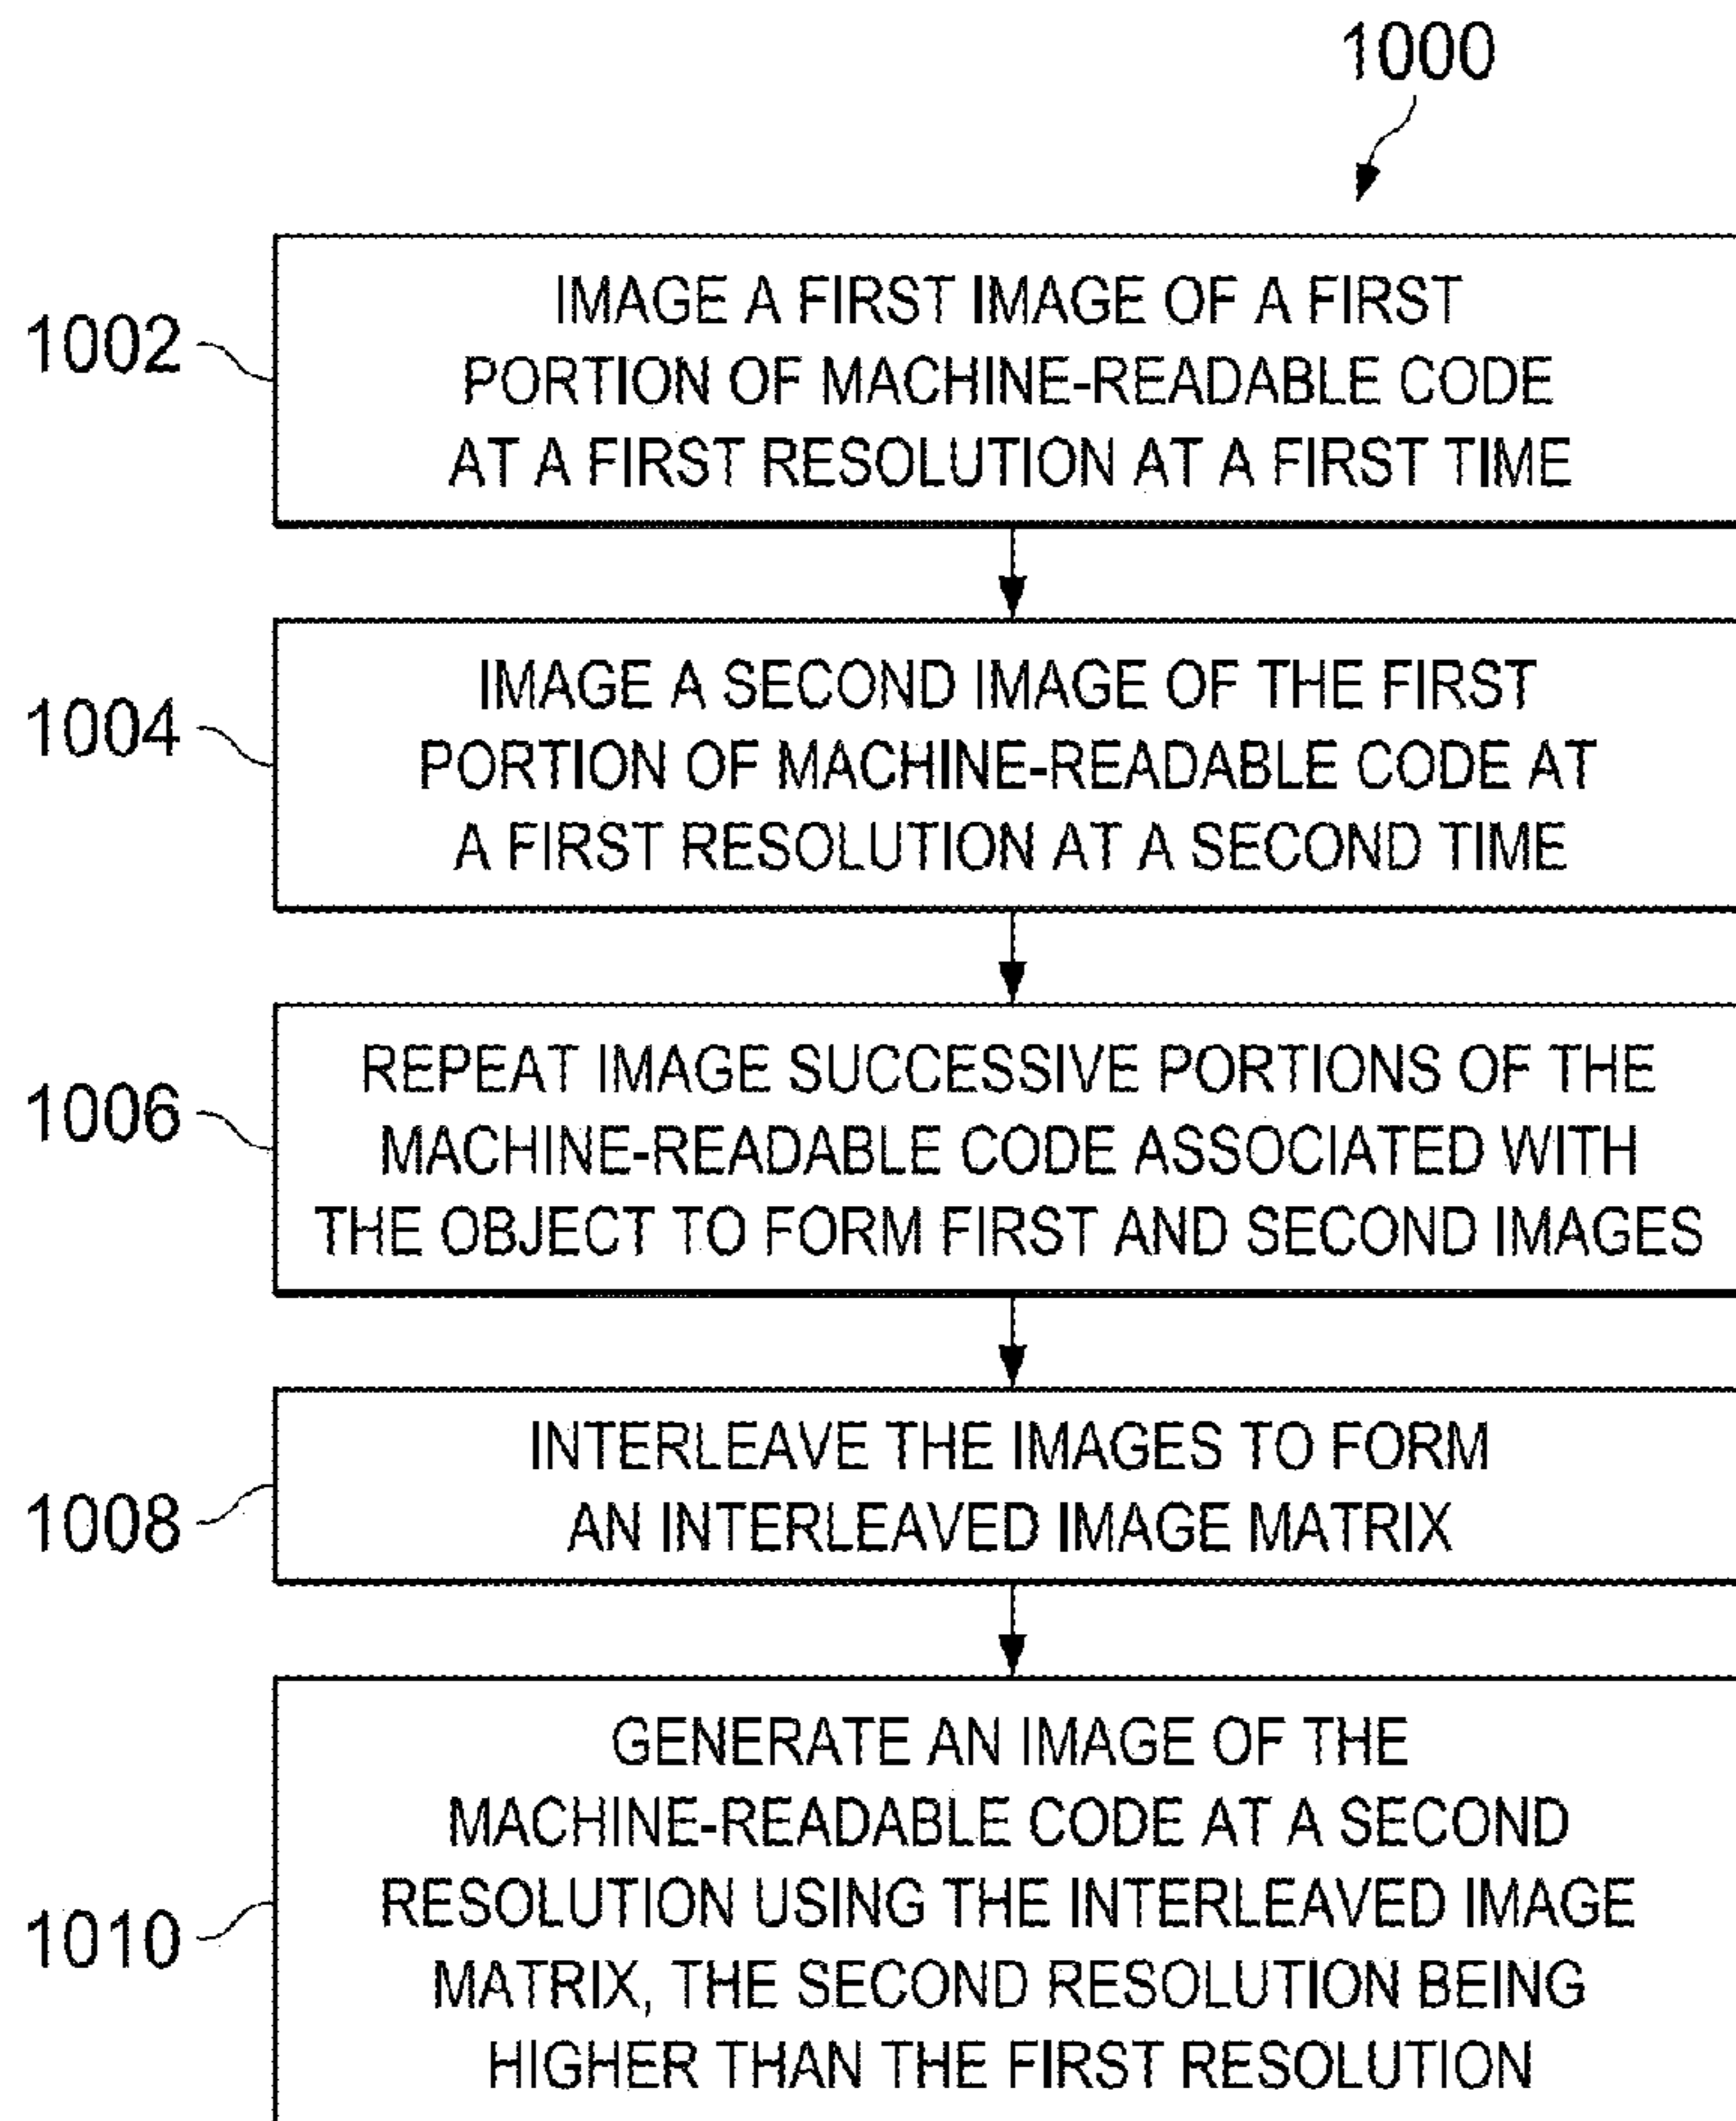 1000
1002
IMAGE A FIRST IMAGE OF A FIRST
PORTION OF MACHINE-READABLE CODE
AT A FIRST RESOLUTION AT A FIRST TIME
1004
IMAGE A SECOND IMAGE OF THE FIRST
PORTION OF MACHINE-READABLE CODE AT
A FIRST RESOLUTION AT A SECOND TIME
1006
REPEAT IMAGE SUCCESSIVE PORTIONS OF THE
MACHINE-READABLE CODE ASSOCIATED WITH
THE OBJECT TO FORM FIRST AND SECOND IMAGES
1008
INTERLEAVE THE IMAGES TO FORM
AN INTERLEAVED IMAGE MATRIX
1010
GENERATE AN IMAGE OF THE
MACHINE-READABLE CODE AT A SECOND
RESOLUTION USING THE INTERLEAVED IMAGE
MATRIX, THE SECOND RESOLUTION BEING
HIGHER THAN THE FIRST RESOLUTION